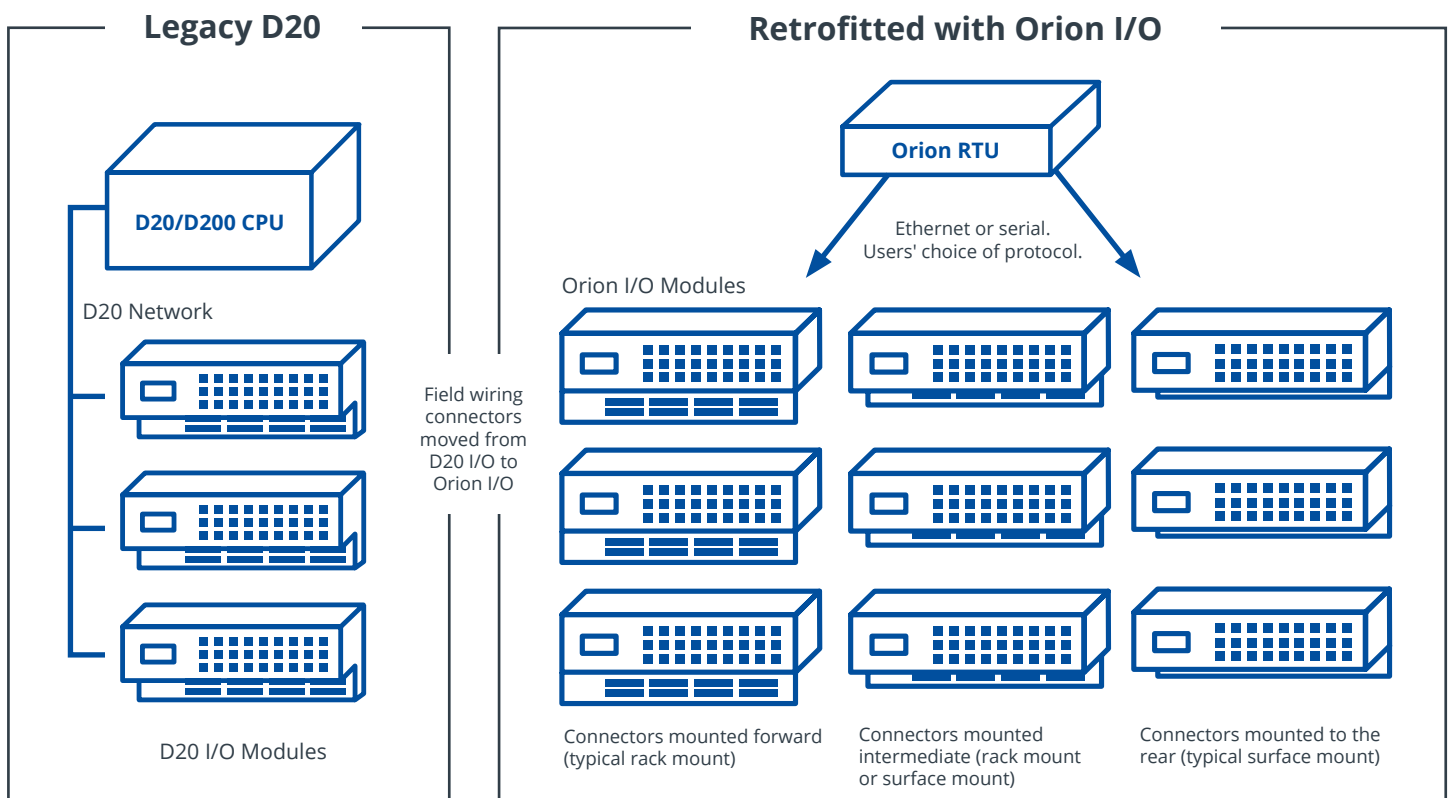 Legacy D20
D20/D200 CPU
D20 Network
D20 I/O Modules
Field wiring
connectors
moved from
D20 I/O to
Orion I/O
Retrofitted with Orion I/O
Orion RTU
Ethernet or serial.
Users' choice of protocol.
Orion I/O Modules
Connectors mounted forward
(typical rack mount)
Connectors mounted
intermediate (rack mount
or surface mount)
Connectors mounted to the
rear (typical surface mount)